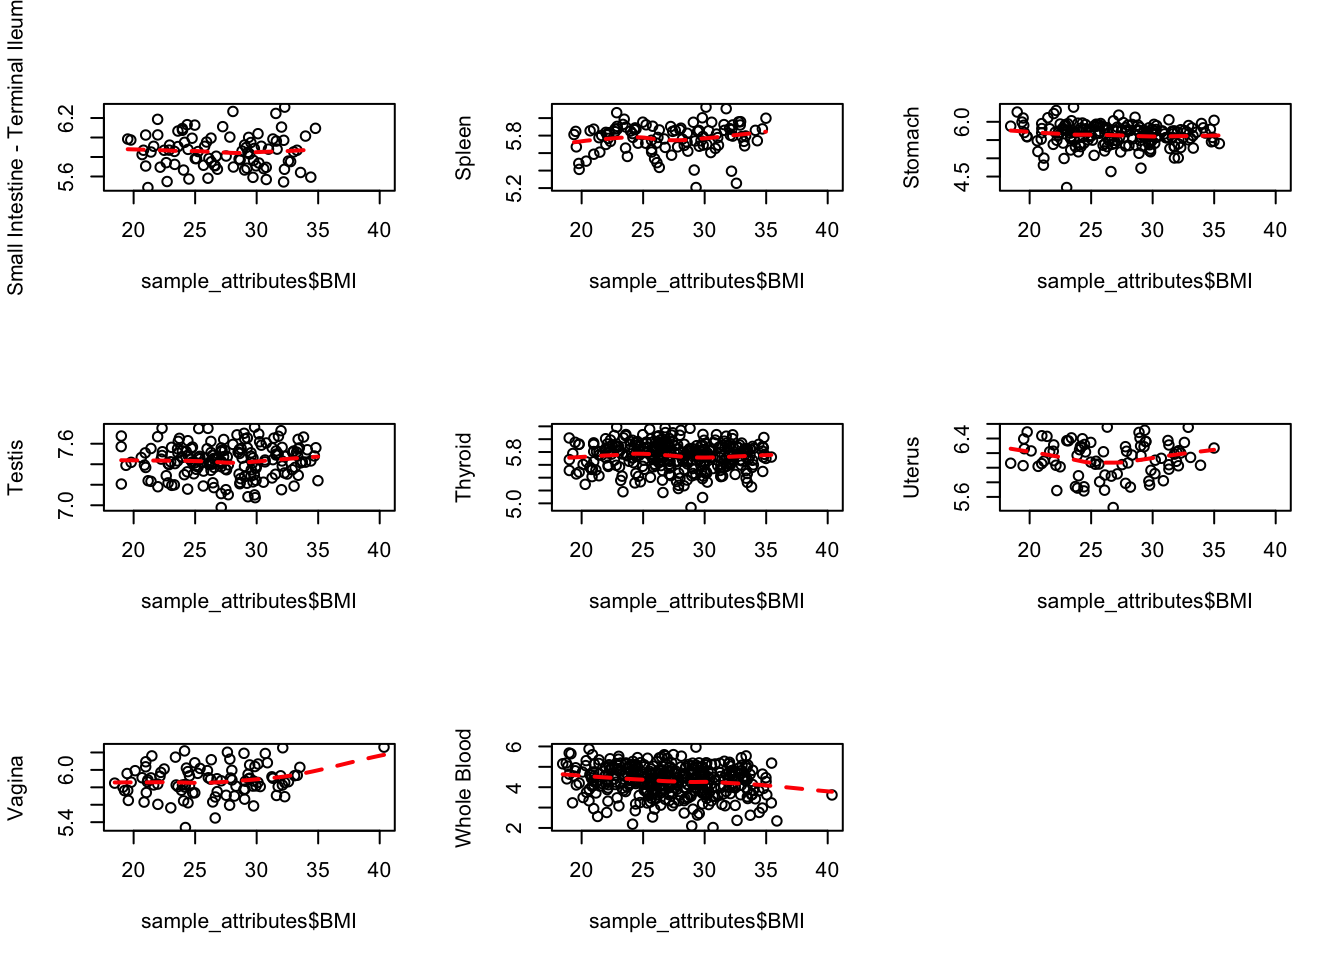 Small Intestine - Terminal Ileum
6.2
5.6
20 25 30 35 40
sample_attributes$BMI
Spleen
5.8
5.2
20 25 30 35 40
sample_attributes$BMI
Stomach
6.0
4.5
20 25 30 35 40
sample_attributes$BMI
Testis
7.6
7.0
20 25 30 35 40
sample_attributes$BMI
Thyroid
5.8
5.0
20 25 30 35 40
sample_attributes$BMI
Uterus
6.4
5.6
20 25 30 35 40
sample_attributes$BMI
Vagina
6.0
5.4
20 25 30 35 40
sample_attributes$BMI
Whole Blood
6
4
2
20 25 30 35 40
sample_attributes$BMI